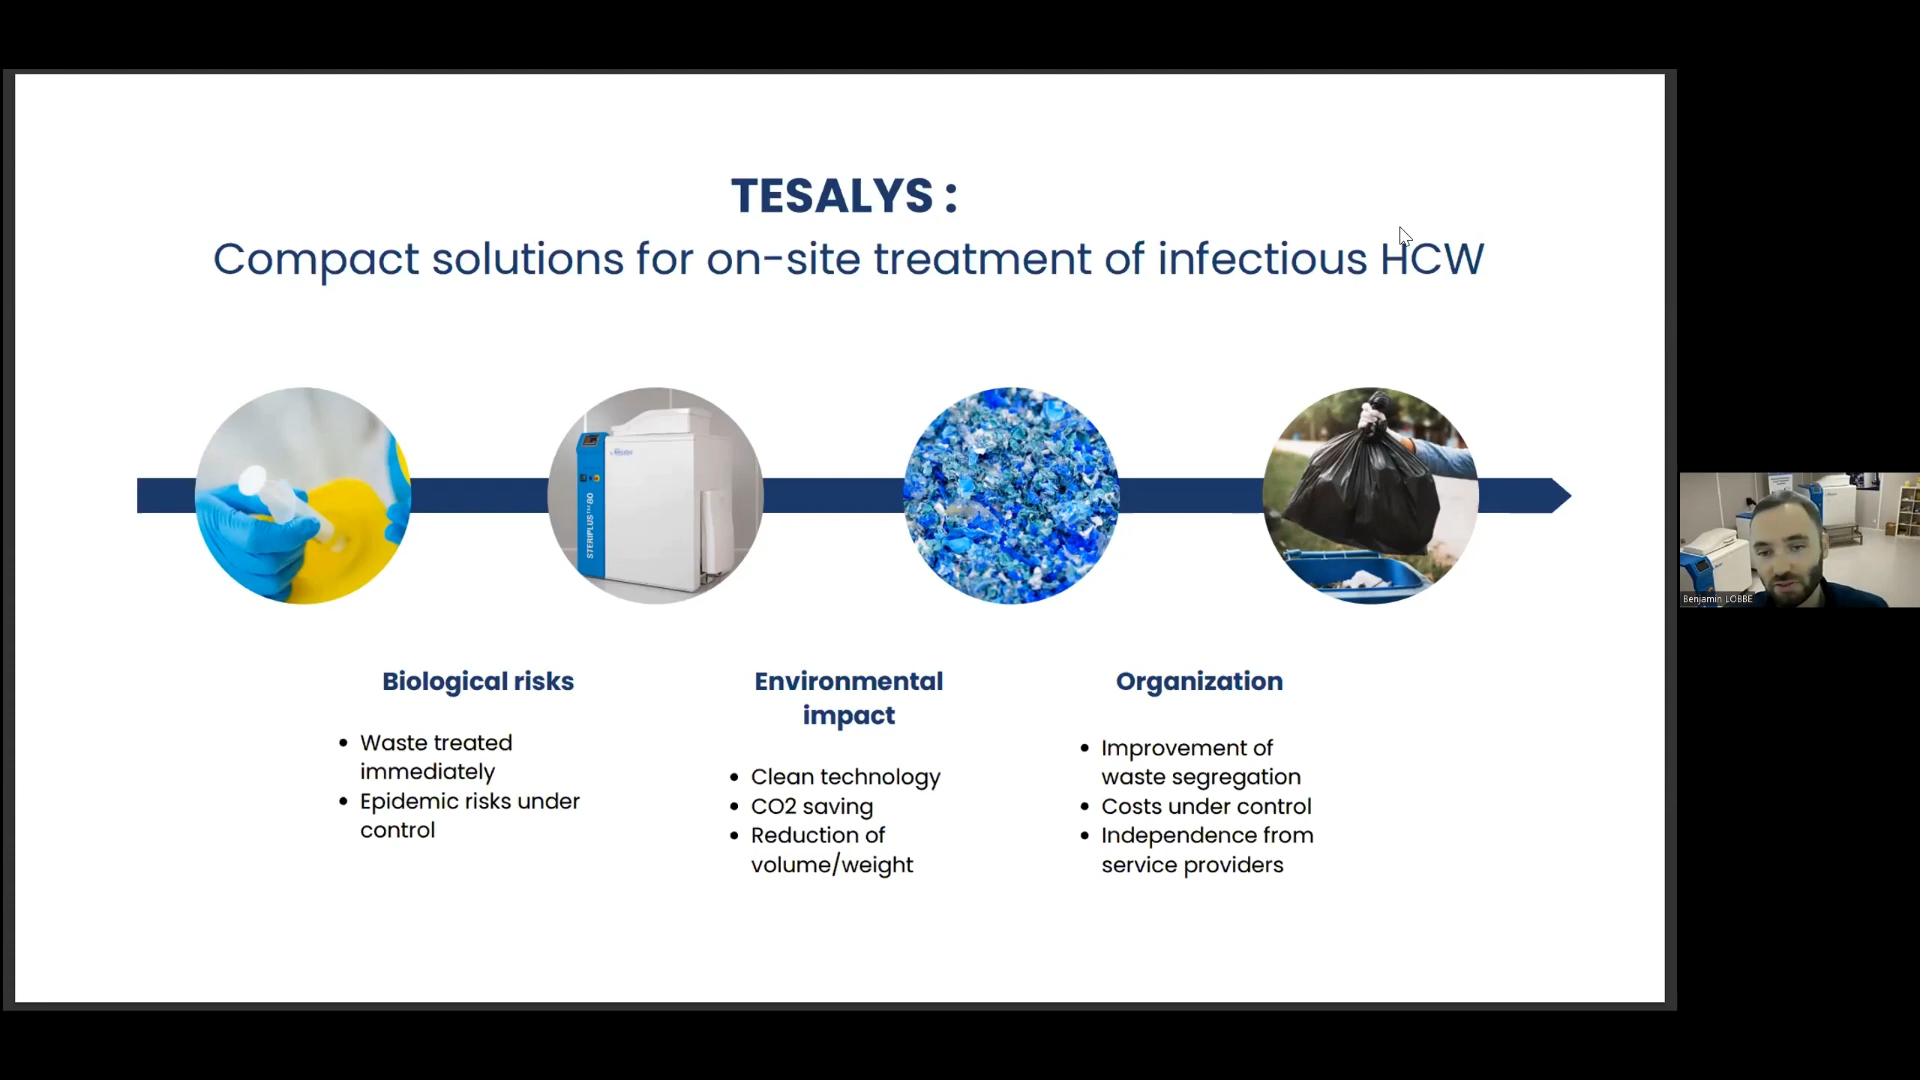 TESALYS :
Compact solutions for on-site treatment of infectious HCW
STERIPLUS™80
Biological risks
• Waste treated
immediately
• Epidemic risks under
control
Environmental
impact
• Clean technology
• CO2 saving
• Reduction of
volume/weight
Organization
• Improvement of
waste segregation
• Costs under control
• Independence from
service providers
Benjamin LOBBE